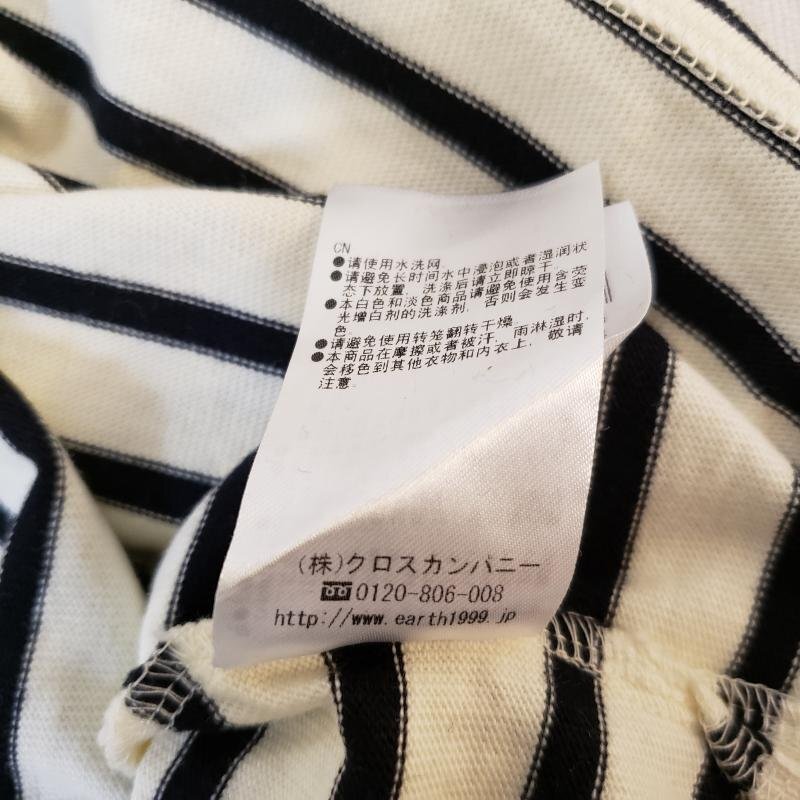 CN
●请使用水洗网。
●请避免长时间水中浸泡或者湿润状
态下放置，洗涤后请立即晾干。
●本白色和淡色商品请避免使用含荧
光增白剂的洗涤剂，否则会发生变
色。
●请避免使用转笼翻转干燥。
●本商品在摩擦或者被汗，雨淋湿时，
会移色到其他衣物和内衣上，敬请
注意。
(株)クロスカンパニー
0120-806-008
http://www.earth1999.jp